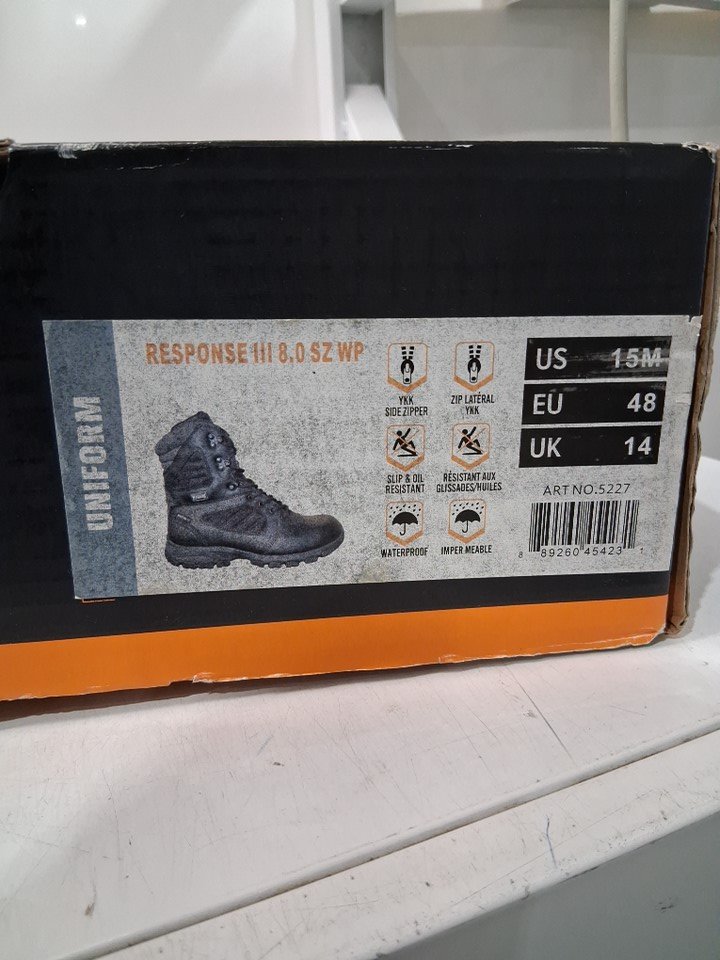 UNIFORM
RESPONSE III 8.0 SZ WP
YKK
SIDE ZIPPER
ZIP LATÉRAL
YKK
SLIP & OIL
RESISTANT
RÉSISTANT AUX
GLISSADES/HUILES
WATERPROOF
IMPER MEABLE
US 15M
EU 48
UK 14
ART NO.5227
8 89260 45423 1